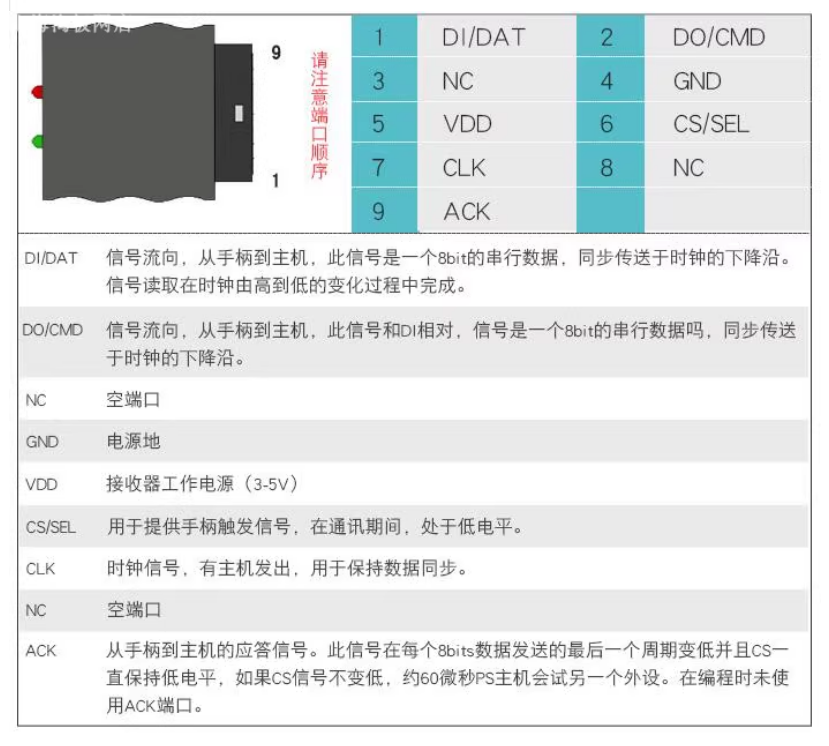 9
请注意端口顺序
1
1 DI/DAT 2 DO/CMD
3 NC 4 GND
5 VDD 6 CS/SEL
7 CLK 8 NC
9 ACK
DI/DAT 信号流向，从手柄到主机，此信号是一个8bit的串行数据，同步传送于时钟的下降沿。
信号读取在时钟由高到低的变化过程中完成。
DO/CMD 信号流向，从手柄到主机，此信号和DI相对，信号是一个8bit的串行数据吗，同步传送
于时钟的下降沿。
NC 空端口
GND 电源地
VDD 接收器工作电源（3-5V）
CS/SEL 用于提供手柄触发信号，在通讯期间，处于低电平。
CLK 时钟信号，有主机发出，用于保持数据同步。
NC 空端口
ACK 从手柄到主机的应答信号。此信号在每个8bits数据发送的最后一个周期变低并且CS一
直保持低电平，如果CS信号不变低，约60微秒PS主机会试另一个外设。在编程时未使
用ACK端口。